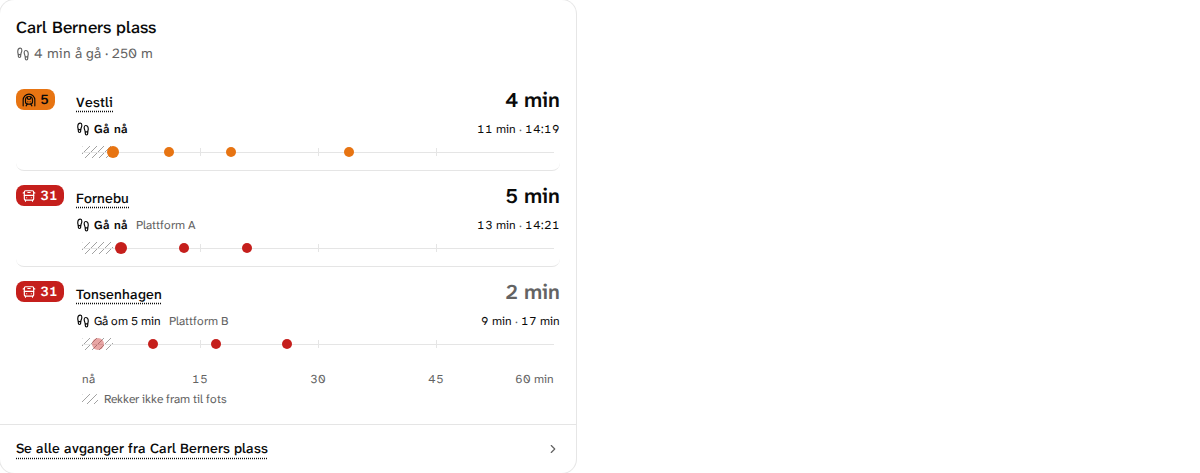 Carl Berners plass
4 min å gå · 250 m
5 Vestli 4 min
Gå nå 11 min · 14:19
31 Fornebu 5 min
Gå nå Plattform A 13 min · 14:21
31 Tonsenhagen 2 min
Gå om 5 min Plattform B 9 min · 17 min
nå 15 30 45 60 min
Rekker ikke fram til fots
Se alle avganger fra Carl Berners plass